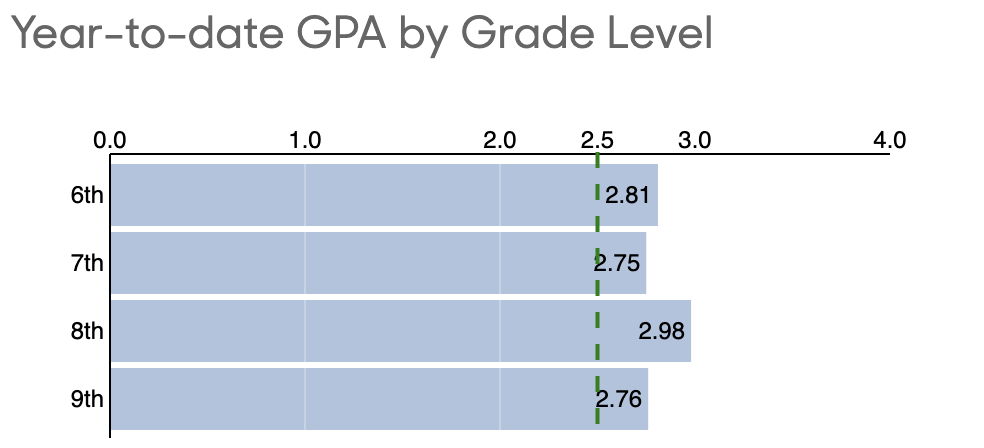 Year-to-date GPA by Grade Level
0.0 1.0 2.0 2.5 3.0 4.0
6th 2.81
7th 2.75
8th 2.98
9th 2.76